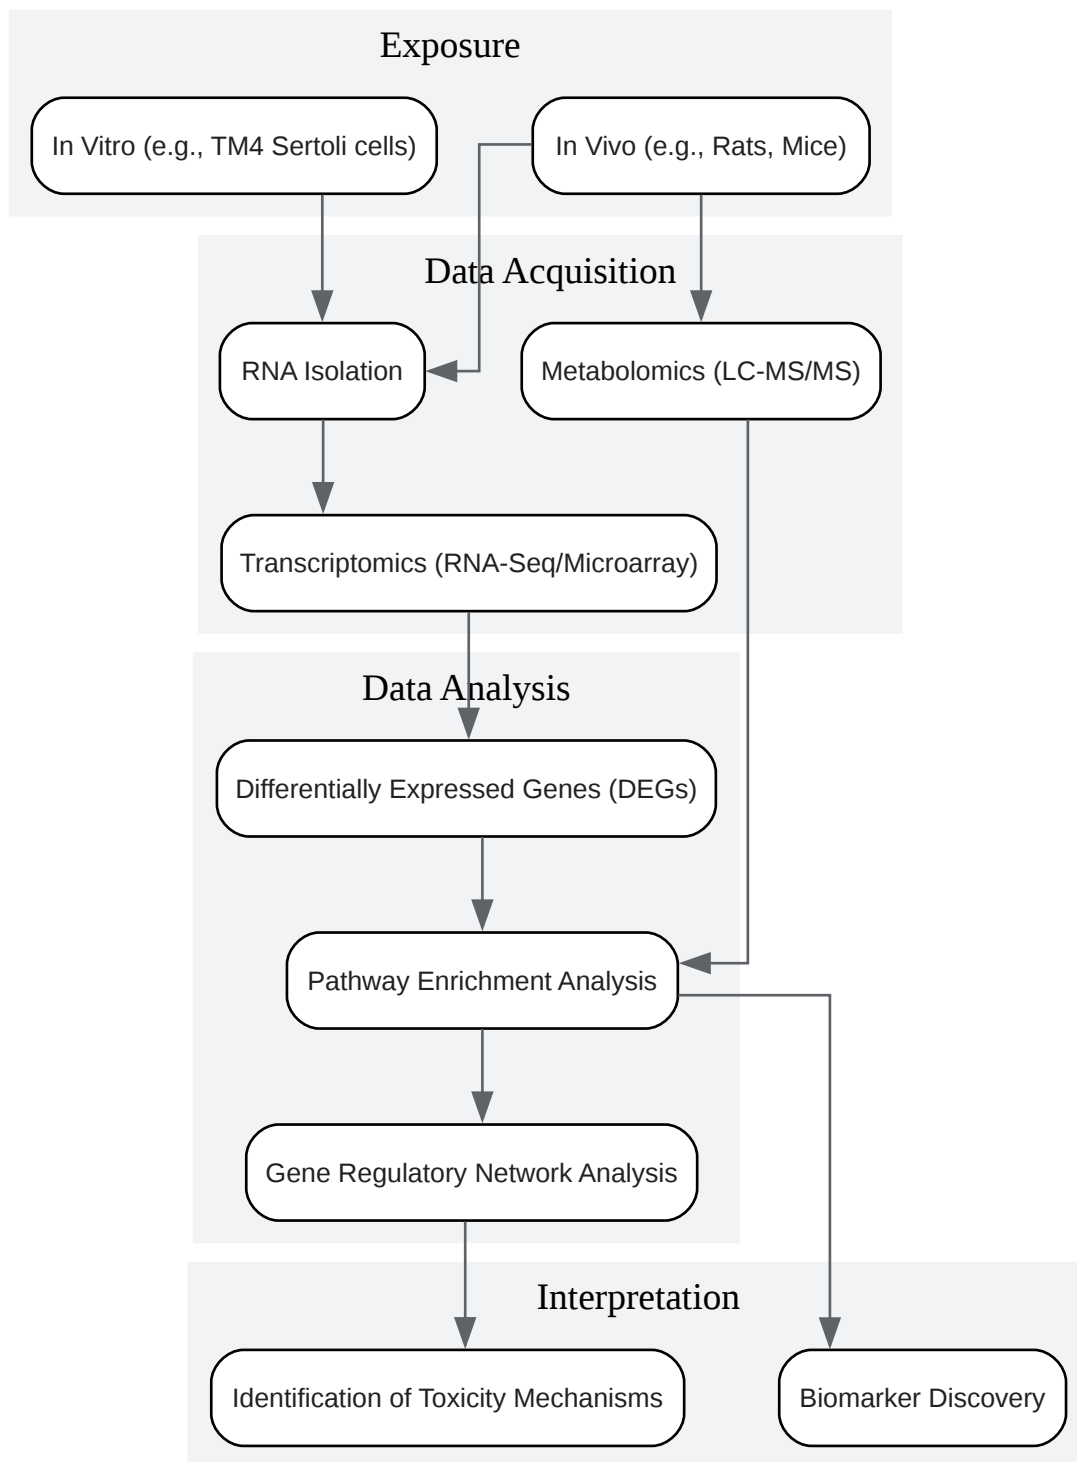 Exposure
In Vitro (e.g., TM4 Sertoli cells)
In Vivo (e.g., Rats, Mice)
Data Acquisition
RNA Isolation
Metabolomics (LC-MS/MS)
Transcriptomics (RNA-Seq/Microarray)
Data Analysis
Differentially Expressed Genes (DEGs)
Pathway Enrichment Analysis
Gene Regulatory Network Analysis
Interpretation
Identification of Toxicity Mechanisms
Biomarker Discovery